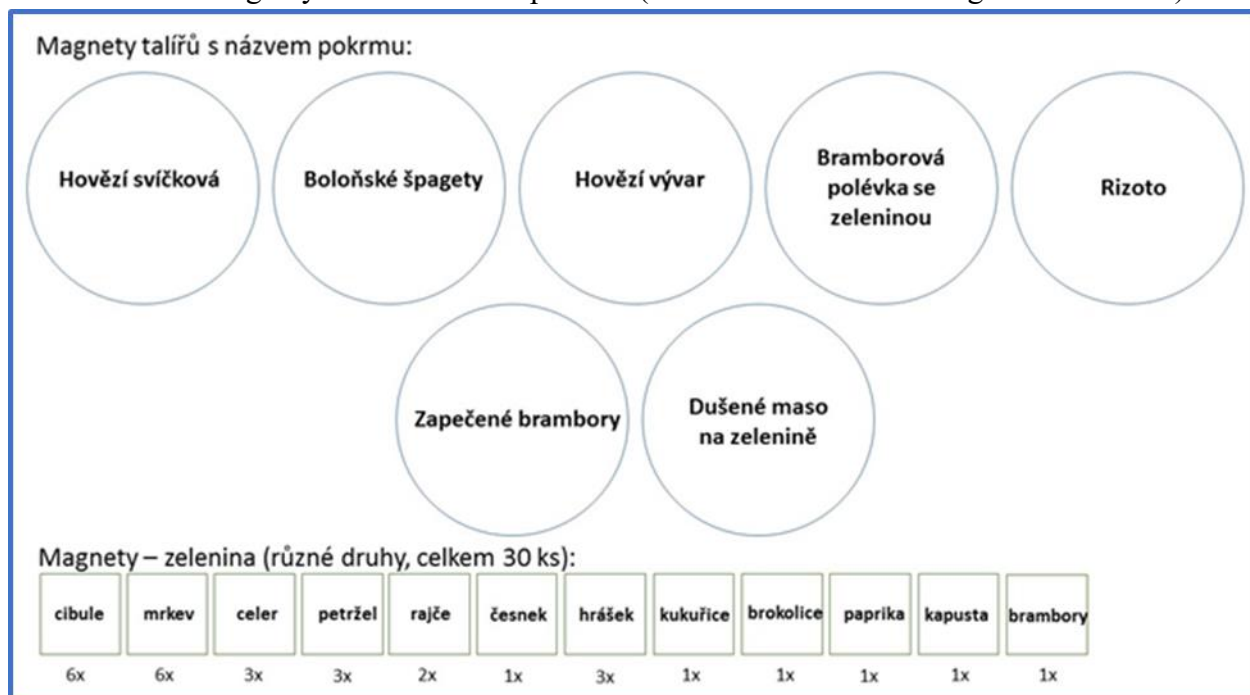 Magnety talířů s názvem pokrmu:
Hovězí svíčková
Boloňské špagety
Hovězí vývar
Bramborová
polévka se
zeleninou
Rizoto
Zapečené brambory
Dušené maso
na zelenině
Magnety – zelenina (různé druhy, celkem 30 ks):
cibule mrkev celer petržel rajče česnek hrášek kukuřice brokolice paprika kapusta brambory
6x 6x 3x 3x 2x 1x 3x 1x 1x 1x 1x 1x